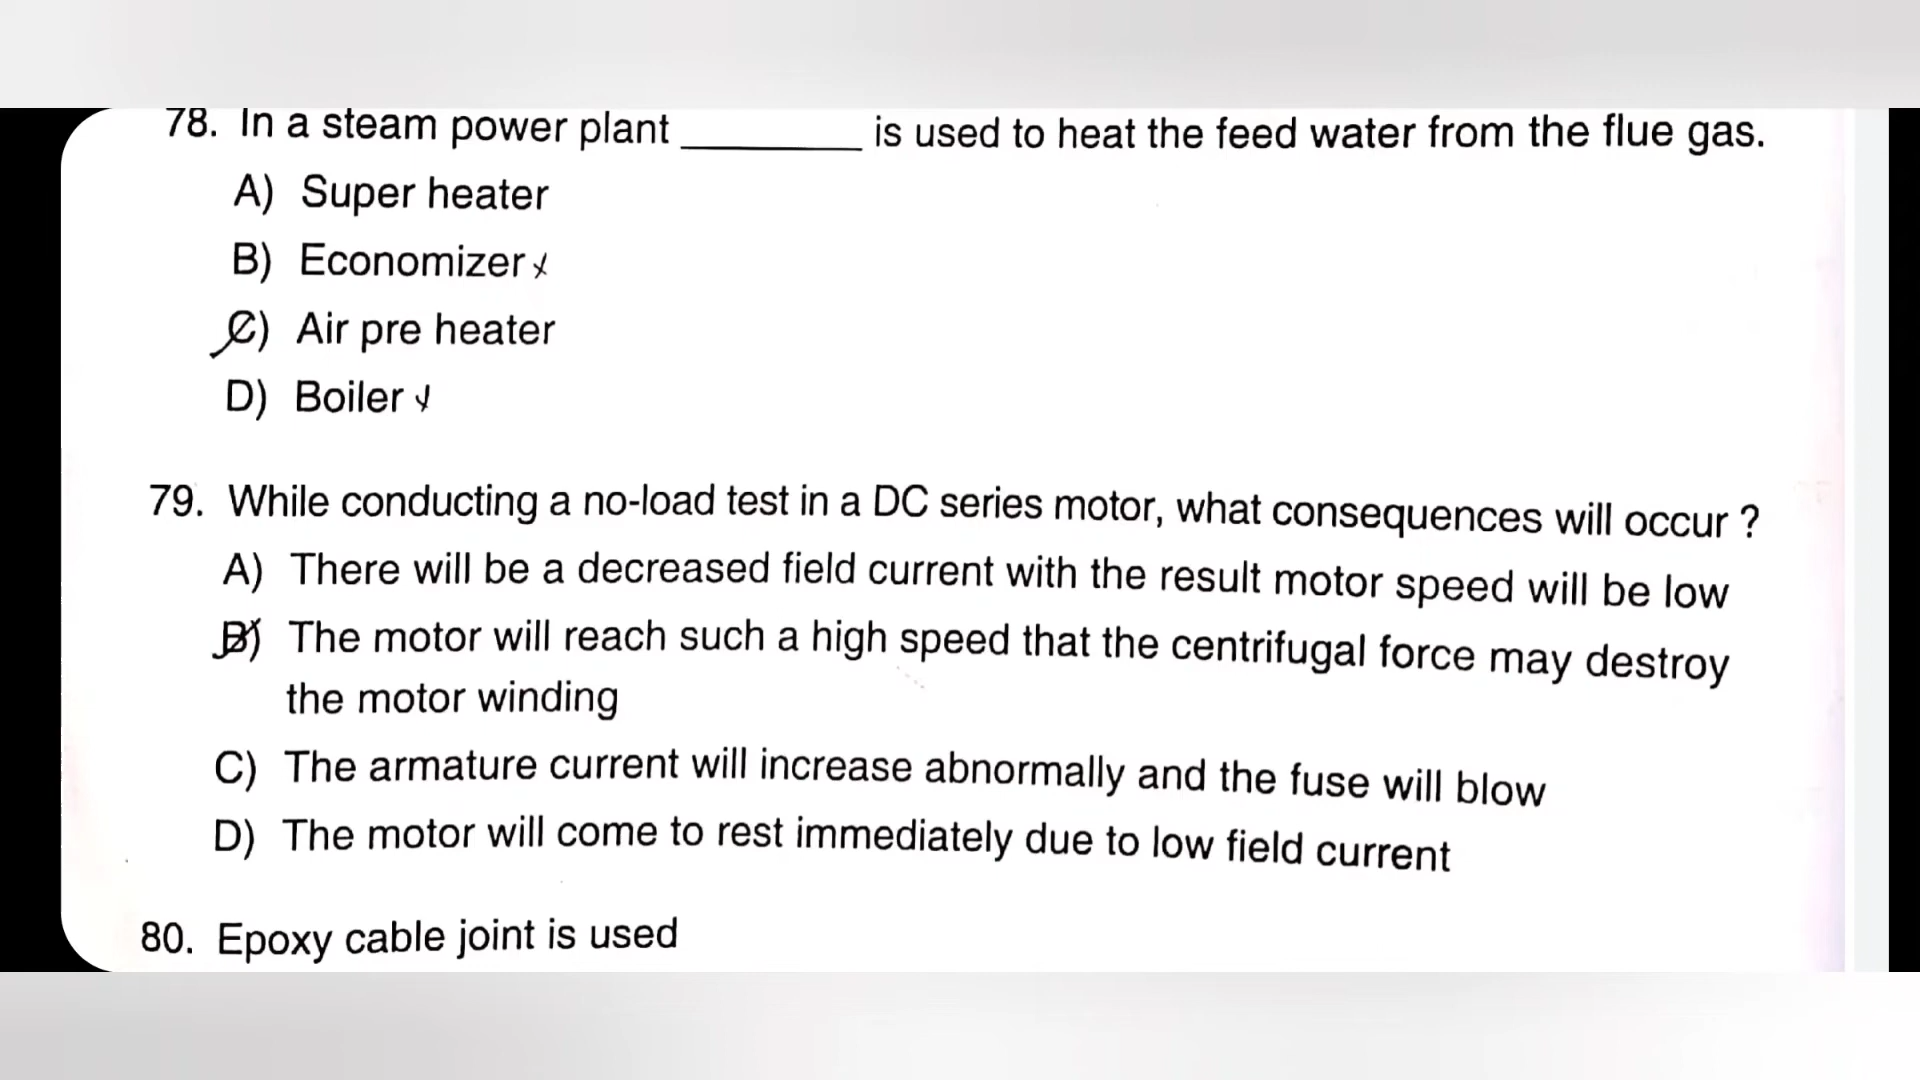 78. In a steam power plant ________ is used to heat the feed water from the flue gas.
A) Super heater
B) Economizer
C) Air pre heater
D) Boiler
79. While conducting a no-load test in a DC series motor, what consequences will occur ?
A) There will be a decreased field current with the result motor speed will be low
B) The motor will reach such a high speed that the centrifugal force may destroy
the motor winding
C) The armature current will increase abnormally and the fuse will blow
D) The motor will come to rest immediately due to low field current
80. Epoxy cable joint is used